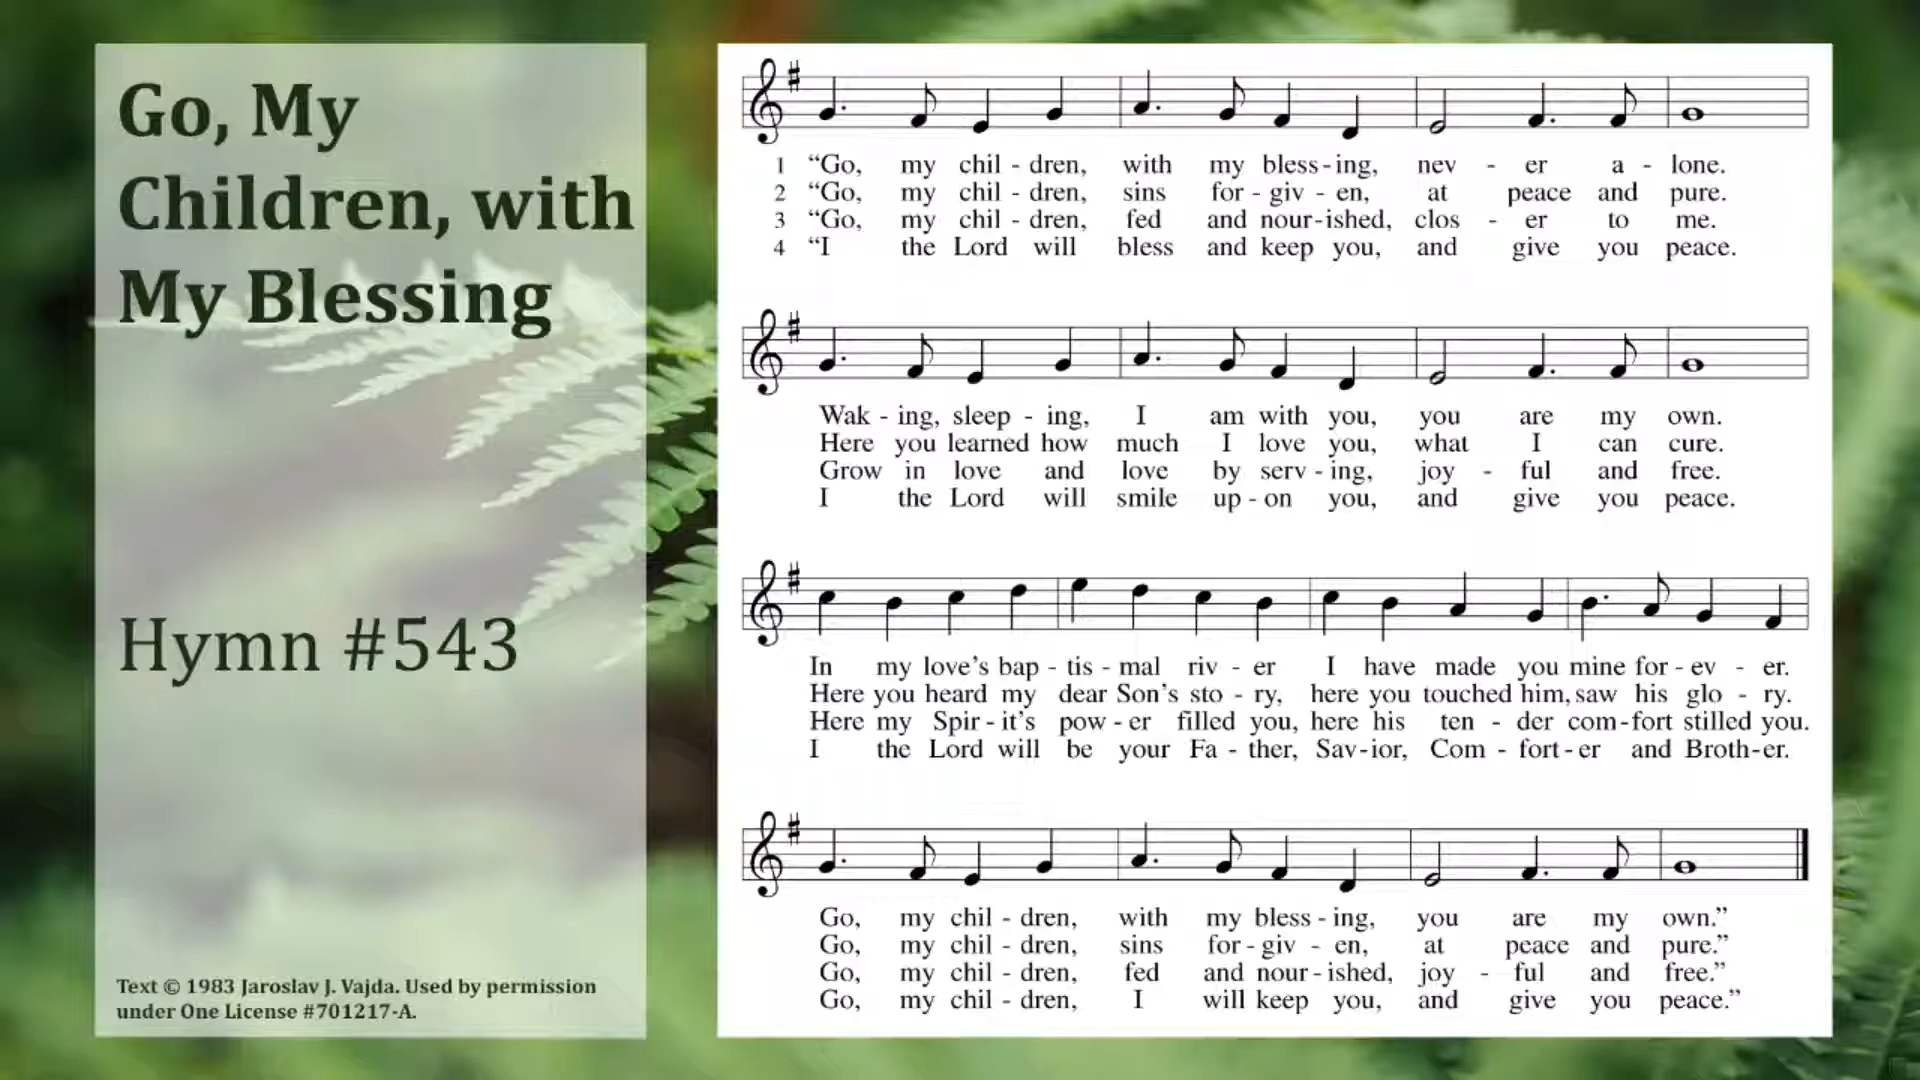 Go, My
Children, with
My Blessing
Hymn #543
Text © 1983 Jaroslav J. Vajda. Used by permission
under One License #701217-A.
1 “Go, my chil - dren, with my bless - ing, nev - er a - lone.
2 “Go, my chil - dren, sins for - giv - en, at peace and pure.
3 “Go, my chil - dren, fed and nour - ished, clos - er to me.
4 “I the Lord will bless and keep you, and give you peace.
Wak - ing, sleep - ing, I am with you, you are my own.
Here you learned how much I love you, what I can cure.
Grow in love and love by serv - ing, joy - ful and free.
I the Lord will smile up - on you, and give you peace.
In my love’s bap - tis - mal riv - er I have made you mine for - ev - er.
Here you heard my dear Son’s sto - ry, here you touched him, saw his glo - ry.
Here my Spir - it’s pow - er filled you, here his ten - der com - fort stilled you.
I the Lord will be your Fa - ther, Sav - ior, Com - fort - er and Broth - er.
Go, my chil - dren, with my bless - ing, you are my own.”
Go, my chil - dren, sins for - giv - en, at peace and pure.”
Go, my chil - dren, fed and nour - ished, joy - ful and free.”
Go, my chil - dren, I will keep you, and give you peace.”